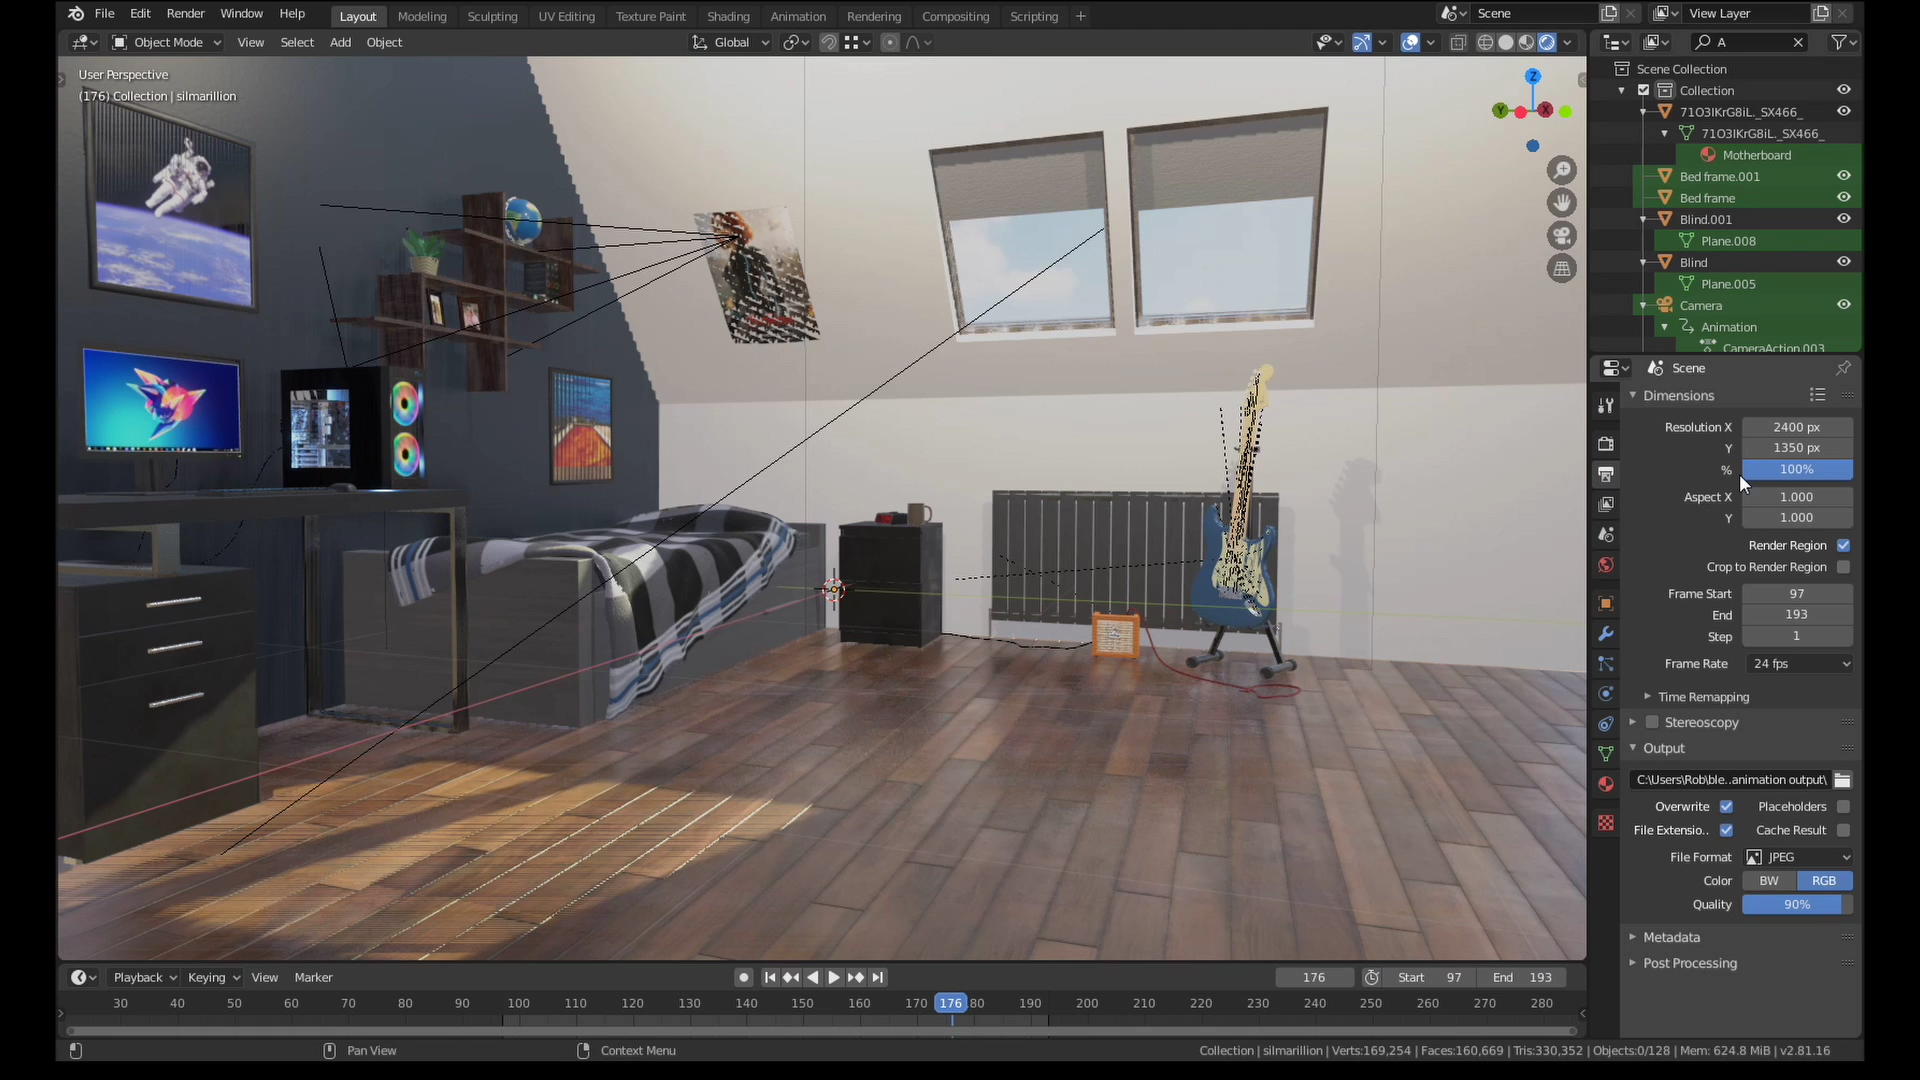 File Edit Render Window Help Layout Modeling Sculpting UV Editing Texture Paint Shading Animation Rendering Compositing Scripting + Scene View Layer
Object Mode View Select Add Object Global A
User Perspective
(176) Collection | silmarillion
Z
Y X
Scene Collection
Collection
71O3IKrG8iL._SX466_
71O3IKrG8iL._SX466_
Motherboard
Bed frame.001
Bed frame
Blind.001
Plane.008
Blind
Plane.005
Camera
Animation
CameraAction.003
Scene
Dimensions
Resolution X 2400 px
Y 1350 px
% 100%
Aspect X 1.000
Y 1.000
Render Region
Crop to Render Region
Frame Start 97
End 193
Step 1
Frame Rate 24 fps
Time Remapping
Stereoscopy
Output
C:\Users\Rob\ble..animation output\
Overwrite Placeholders
File Extensio.. Cache Result
File Format JPEG
Color BW RGB
Quality 90%
Metadata
Post Processing
Playback Keying View Marker 176 Start 97 End 193
30 40 50 60 70 80 90 100 110 120 130 140 150 160 170 176 80 190 200 210 220 230 240 250 260 270 280
Pan View Context Menu Collection | silmarillion | Verts:169,254 | Faces:160,669 | Tris:330,352 | Objects:0/128 | Mem: 624.8 MiB | v2.81.16